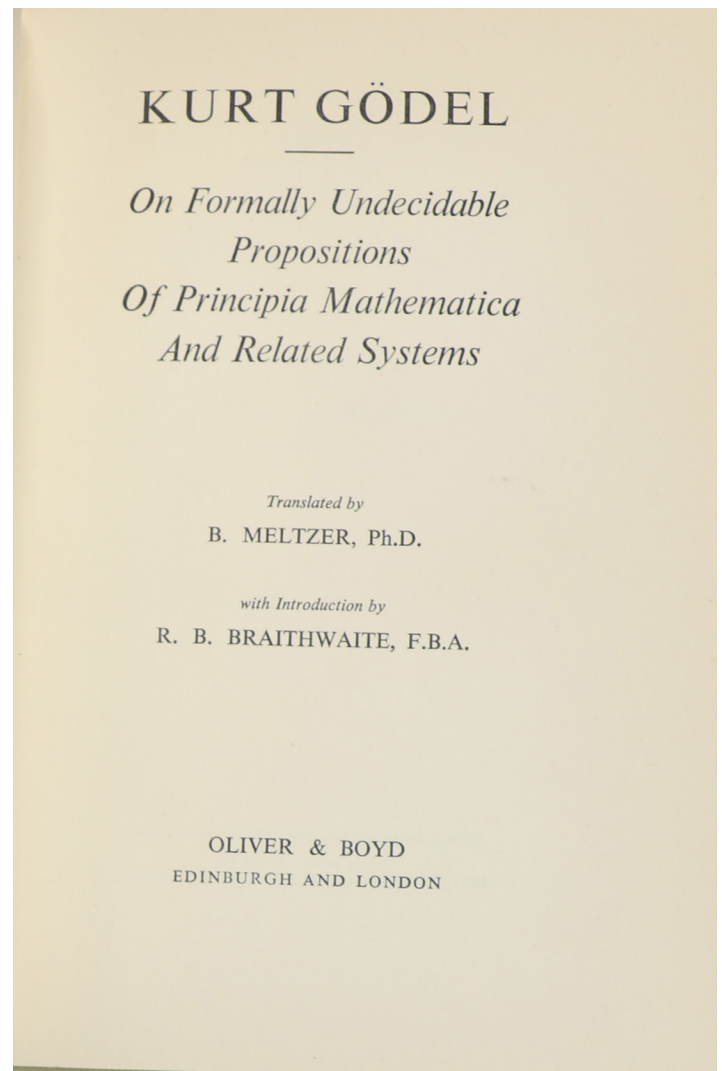 KURT GÖDEL
On Formally Undecidable
Propositions
Of Principia Mathematica
And Related Systems
Translated by
B. MELTZER, Ph.D.
with Introduction by
R. B. BRAITHWAITE, F.B.A.
OLIVER & BOYD
EDINBURGH AND LONDON